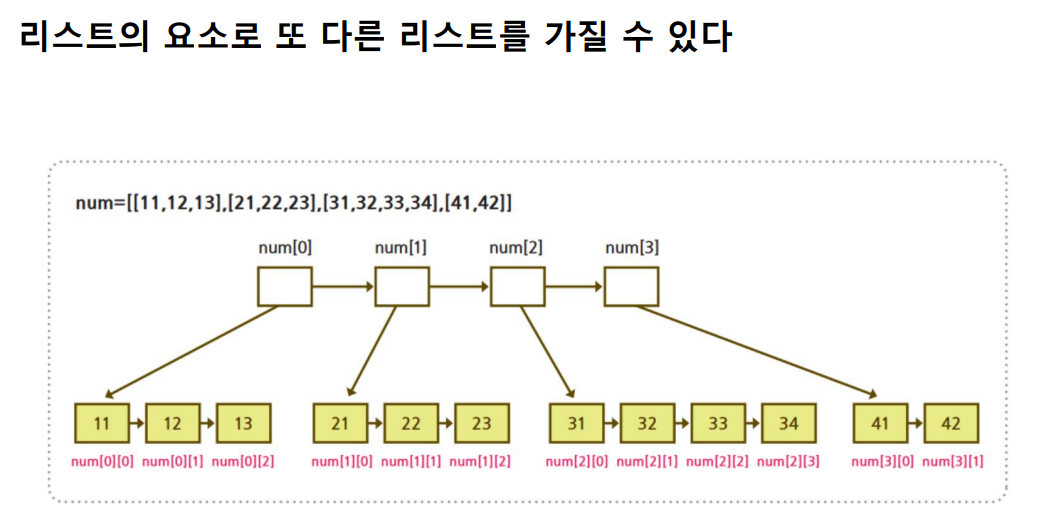 리스트의 요소로 또 다른 리스트를 가질 수 있다
num=[[11,12,13],[21,22,23],[31,32,33,34],[41,42]]
num[0] num[1] num[2] num[3]
11 12 13 21 22 23 31 32 33 34 41 42
num[0][0] num[0][1] num[0][2] num[1][0] num[1][1] num[1][2] num[2][0] num[2][1] num[2][2] num[2][3] num[3][0] num[3][1]